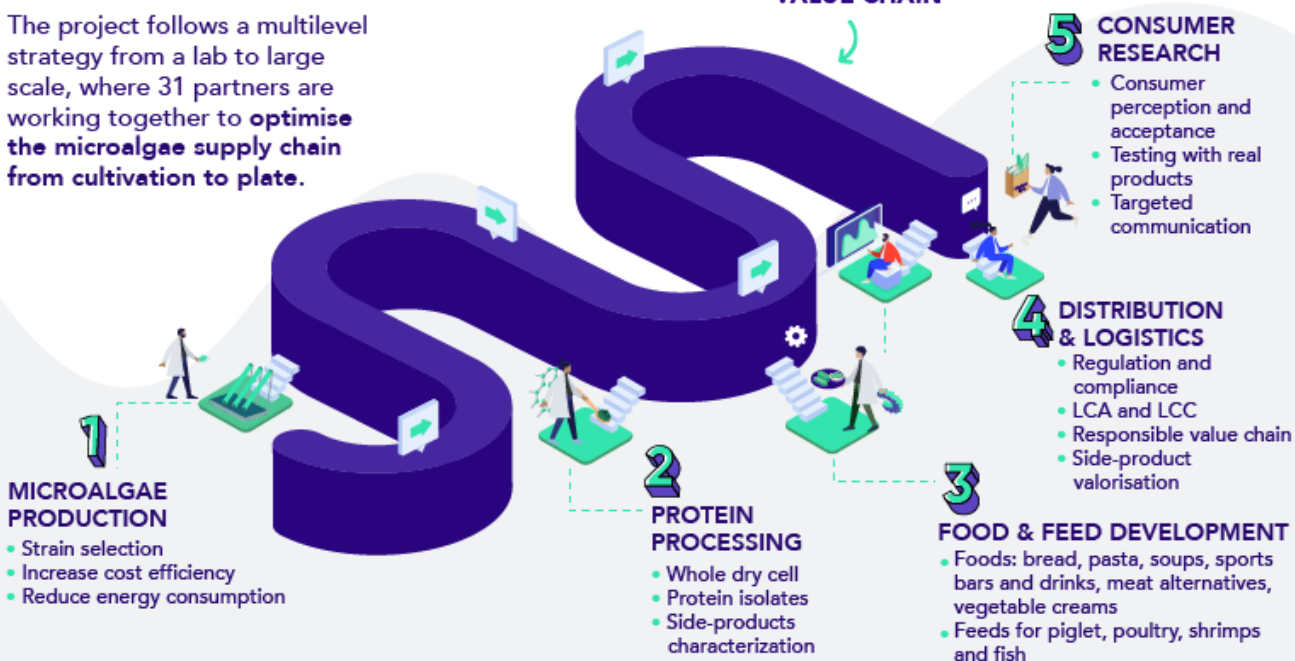 VALUE CHAIN
The project follows a multilevel
strategy from a lab to large
scale, where 31 partners are
working together to optimise
the microalgae supply chain
from cultivation to plate.
1
MICROALGAE
PRODUCTION
• Strain selection
• Increase cost efficiency
• Reduce energy consumption
2
PROTEIN
PROCESSING
• Whole dry cell
• Protein isolates
• Side-products
characterization
3
FOOD & FEED DEVELOPMENT
• Foods: bread, pasta, soups, sports
bars and drinks, meat alternatives,
vegetable creams
• Feeds for piglet, poultry, shrimps
and fish
4
DISTRIBUTION
& LOGISTICS
• Regulation and
compliance
• LCA and LCC
• Responsible value chain
• Side-product
valorisation
5
CONSUMER
RESEARCH
• Consumer
perception and
acceptance
• Testing with real
products
• Targeted
communication